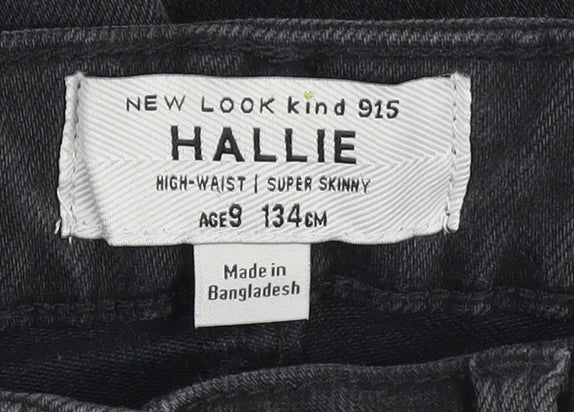 NEW LOOK kind 915
HALLIE
HIGH-WAIST | SUPER SKINNY
AGE9 134CM
Made in
Bangladesh